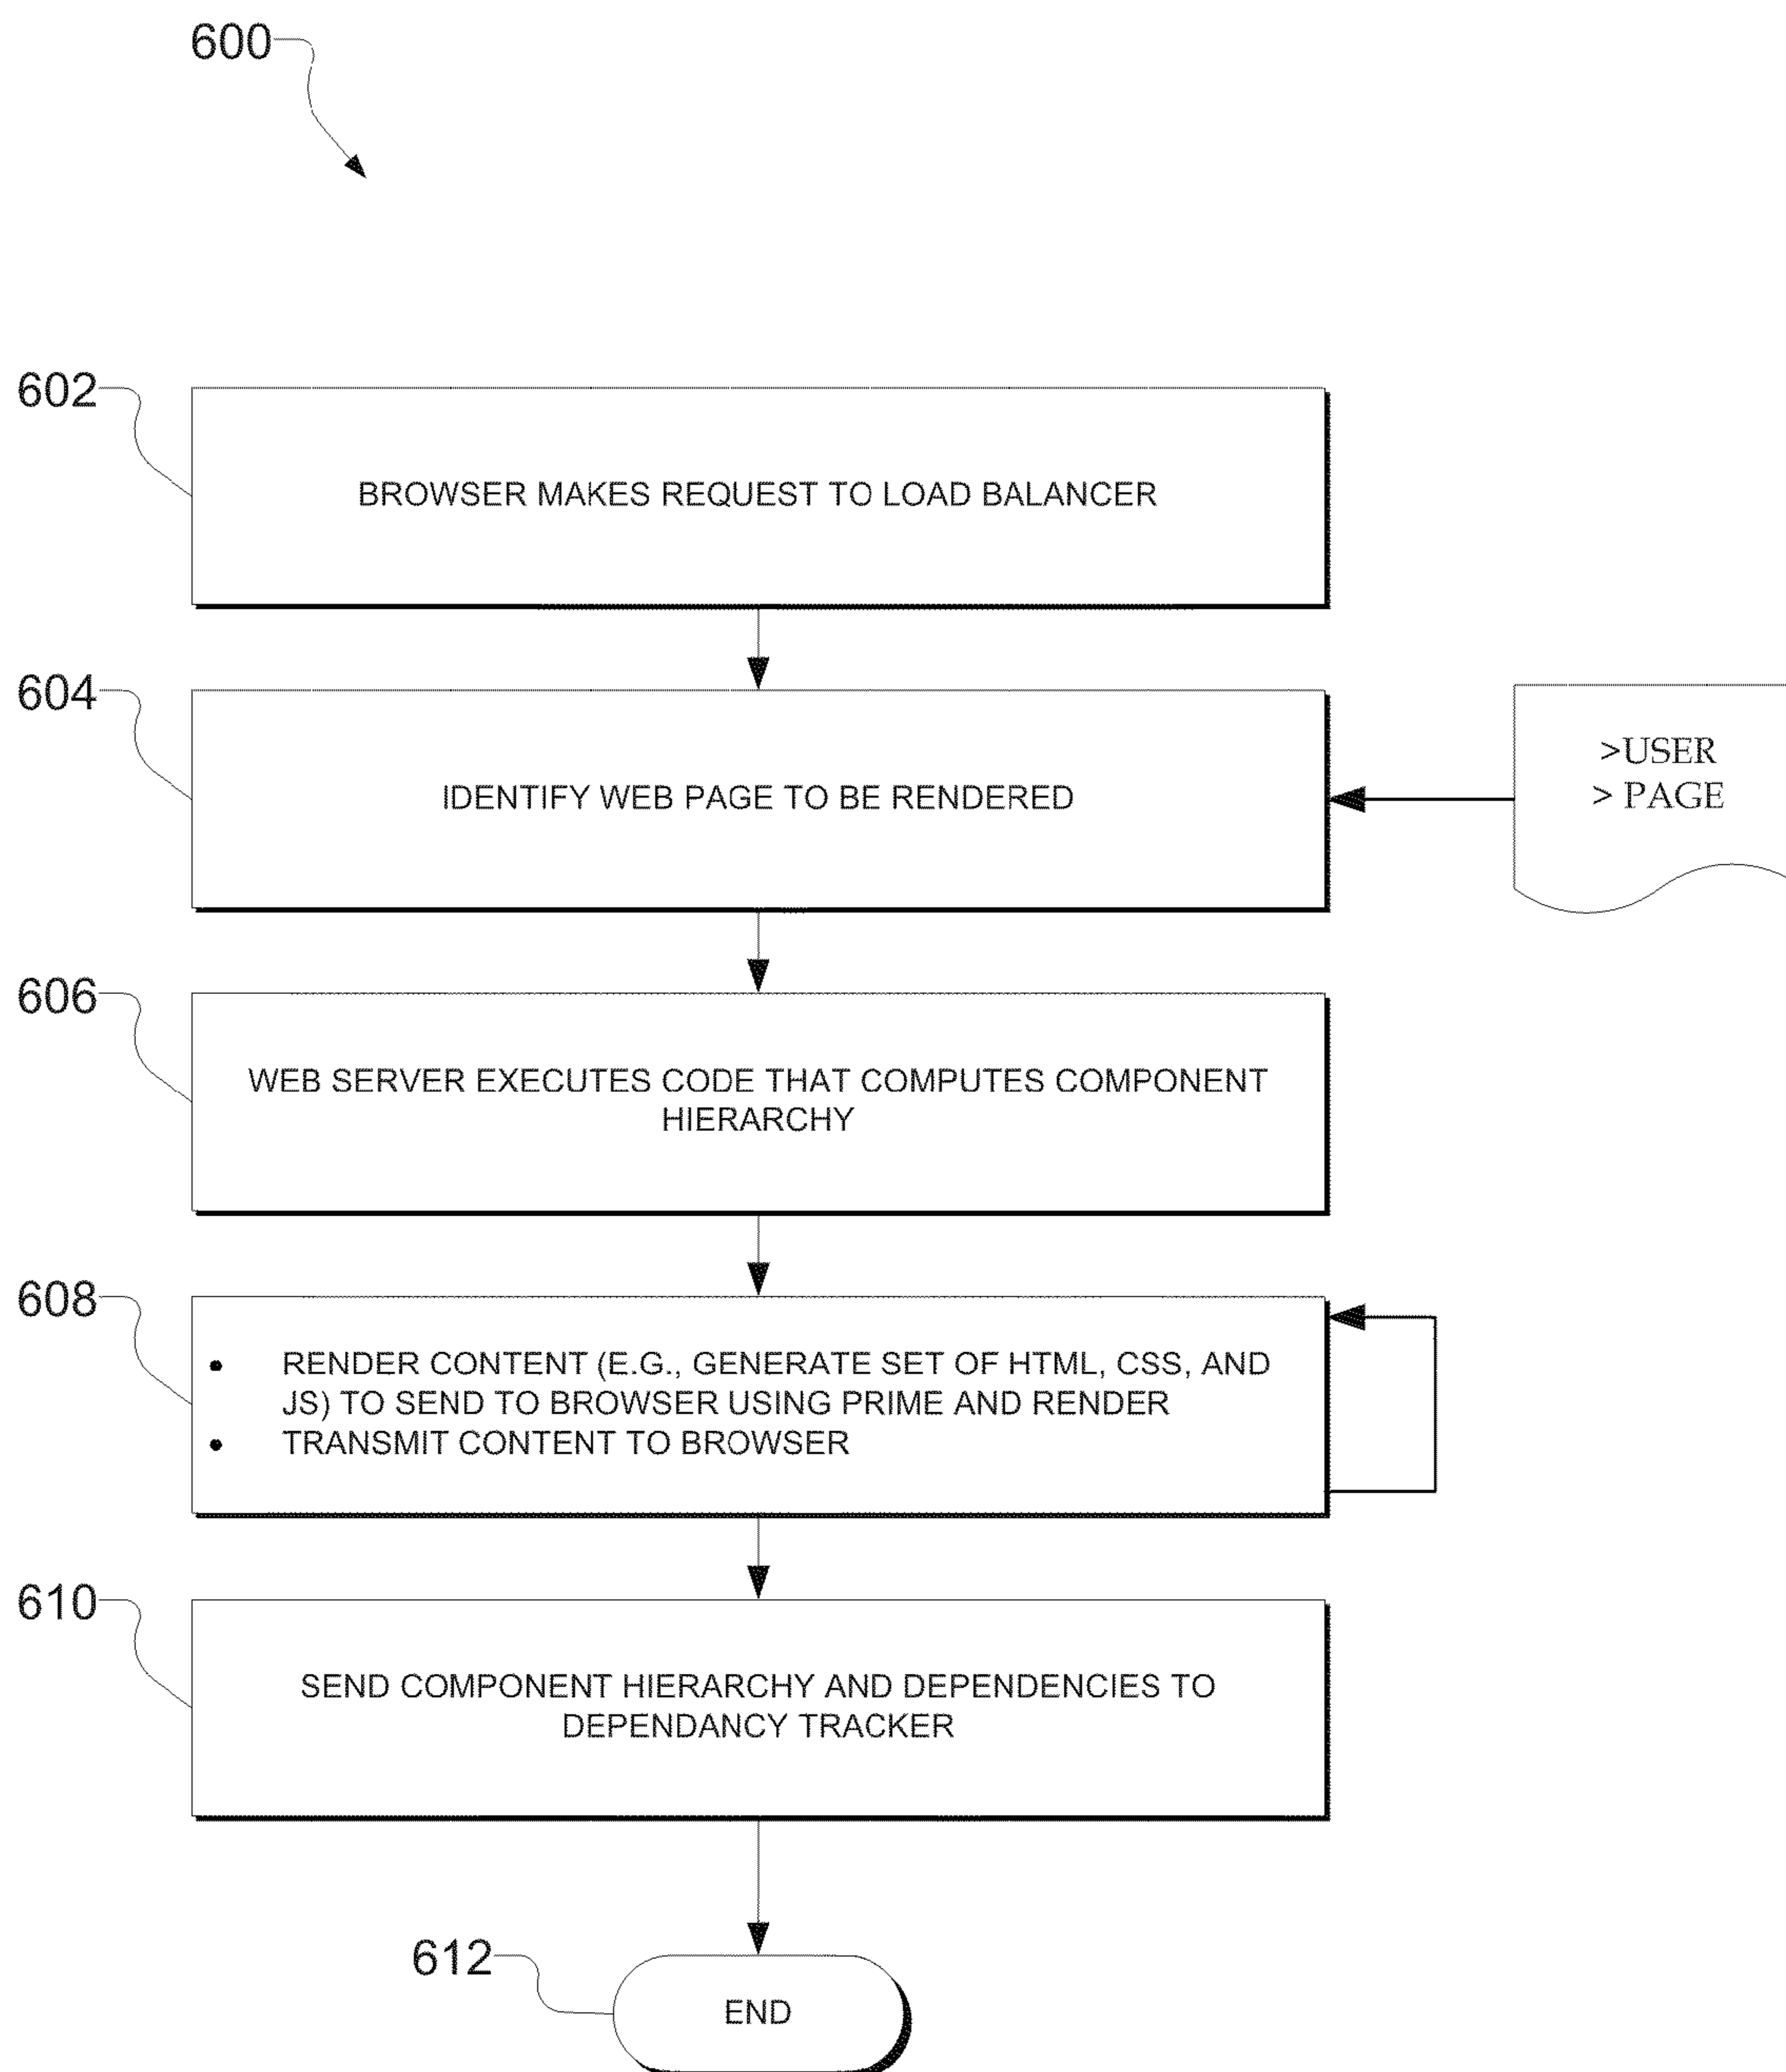 600
602
BROWSER MAKES REQUEST TO LOAD BALANCER
604
IDENTIFY WEB PAGE TO BE RENDERED
>USER
> PAGE
606
WEB SERVER EXECUTES CODE THAT COMPUTES COMPONENT
HIERARCHY
608
• RENDER CONTENT (E.G., GENERATE SET OF HTML, CSS, AND
JS) TO SEND TO BROWSER USING PRIME AND RENDER
• TRANSMIT CONTENT TO BROWSER
610
SEND COMPONENT HIERARCHY AND DEPENDENCIES TO
DEPENDANCY TRACKER
612
END